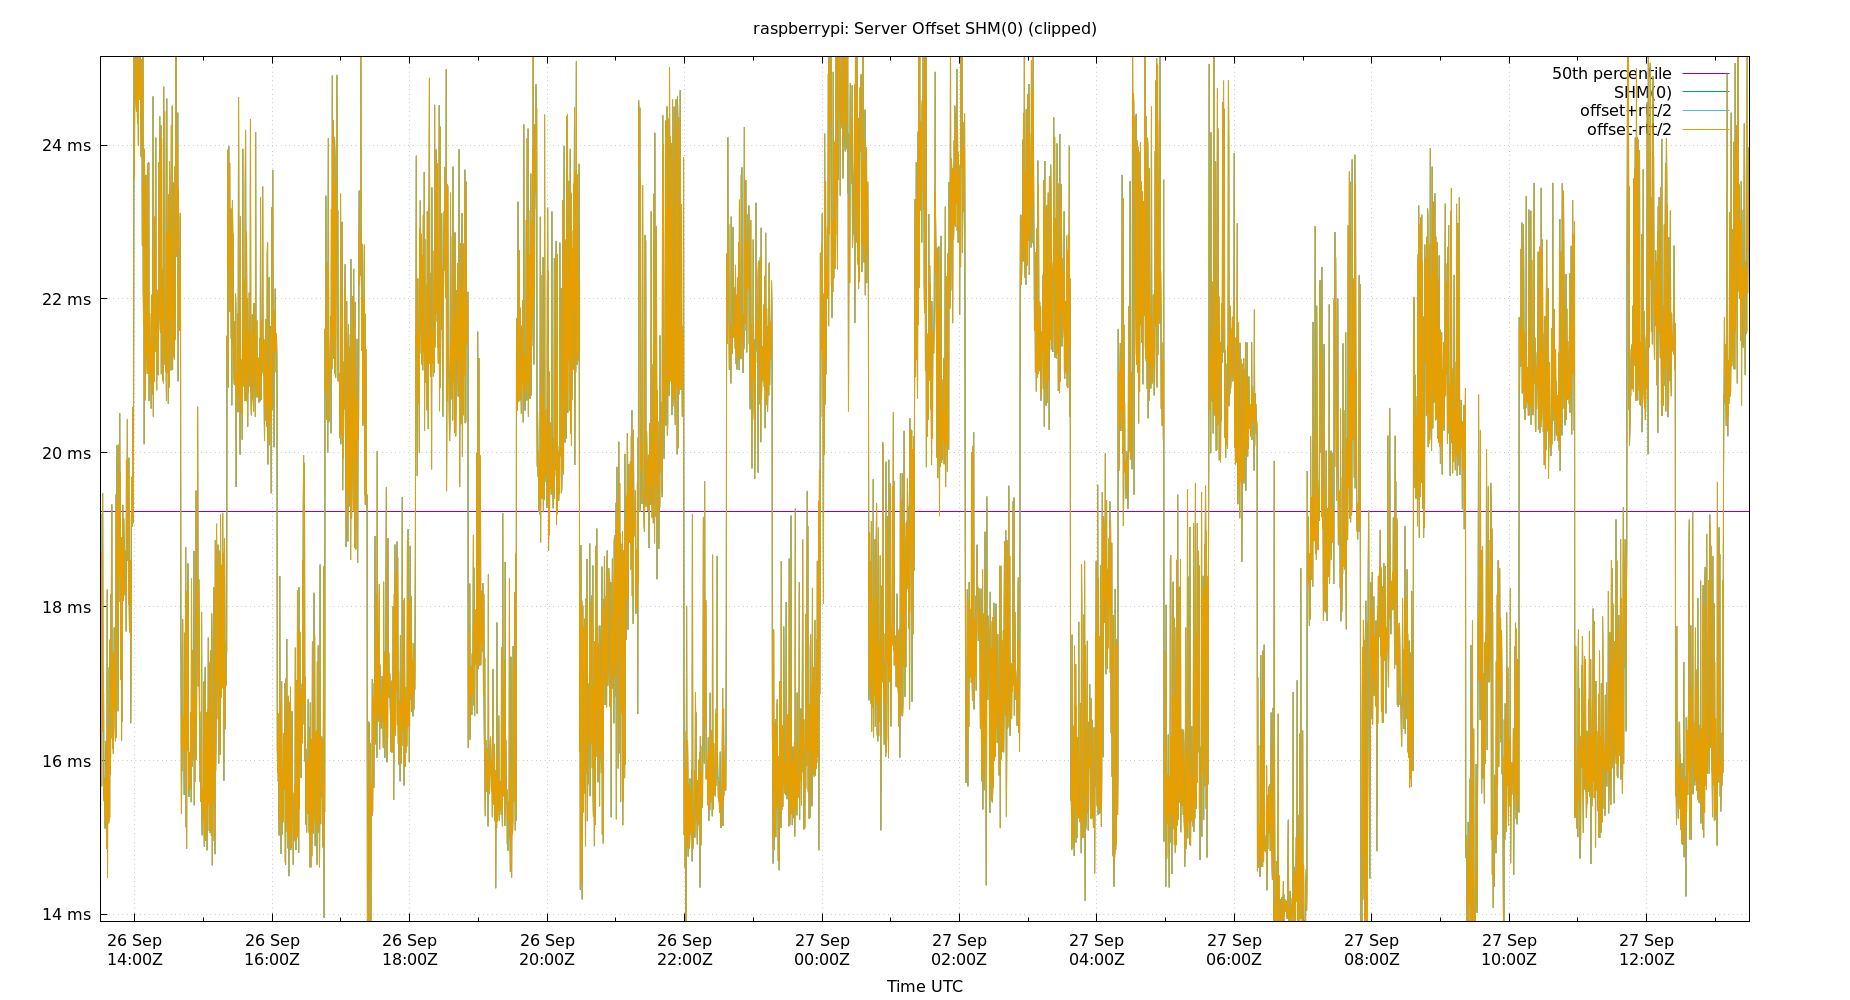 raspberrypi: Server Offset SHM(0) (clipped)
50th percentile
SHM(0)
offset+rtt/2
offset-rtt/2
24 ms
22 ms
20 ms
18 ms
16 ms
14 ms
26 Sep 26 Sep 26 Sep 26 Sep 26 Sep 27 Sep 27 Sep 27 Sep 27 Sep 27 Sep 27 Sep 27 Sep
14:00Z 16:00Z 18:00Z 20:00Z 22:00Z 00:00Z 02:00Z 04:00Z 06:00Z 08:00Z 10:00Z 12:00Z
Time UTC